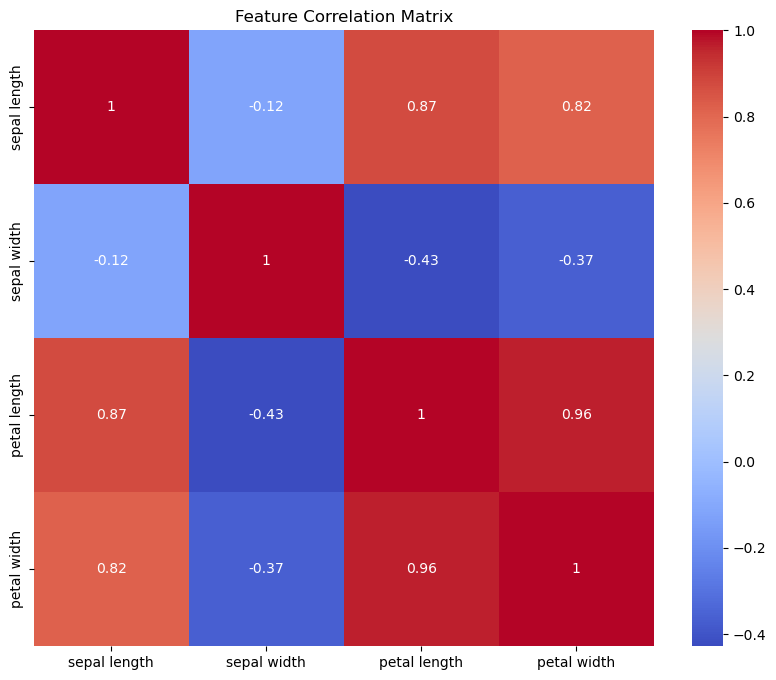 Feature Correlation Matrix
sepal length
1
-0.12
0.87
0.82
sepal width
-0.12
1
-0.43
-0.37
petal length
0.87
-0.43
1
0.96
petal width
0.82
-0.37
0.96
1
sepal length
sepal width
petal length
petal width
1.0
0.8
0.6
0.4
0.2
0.0
−0.2
−0.4